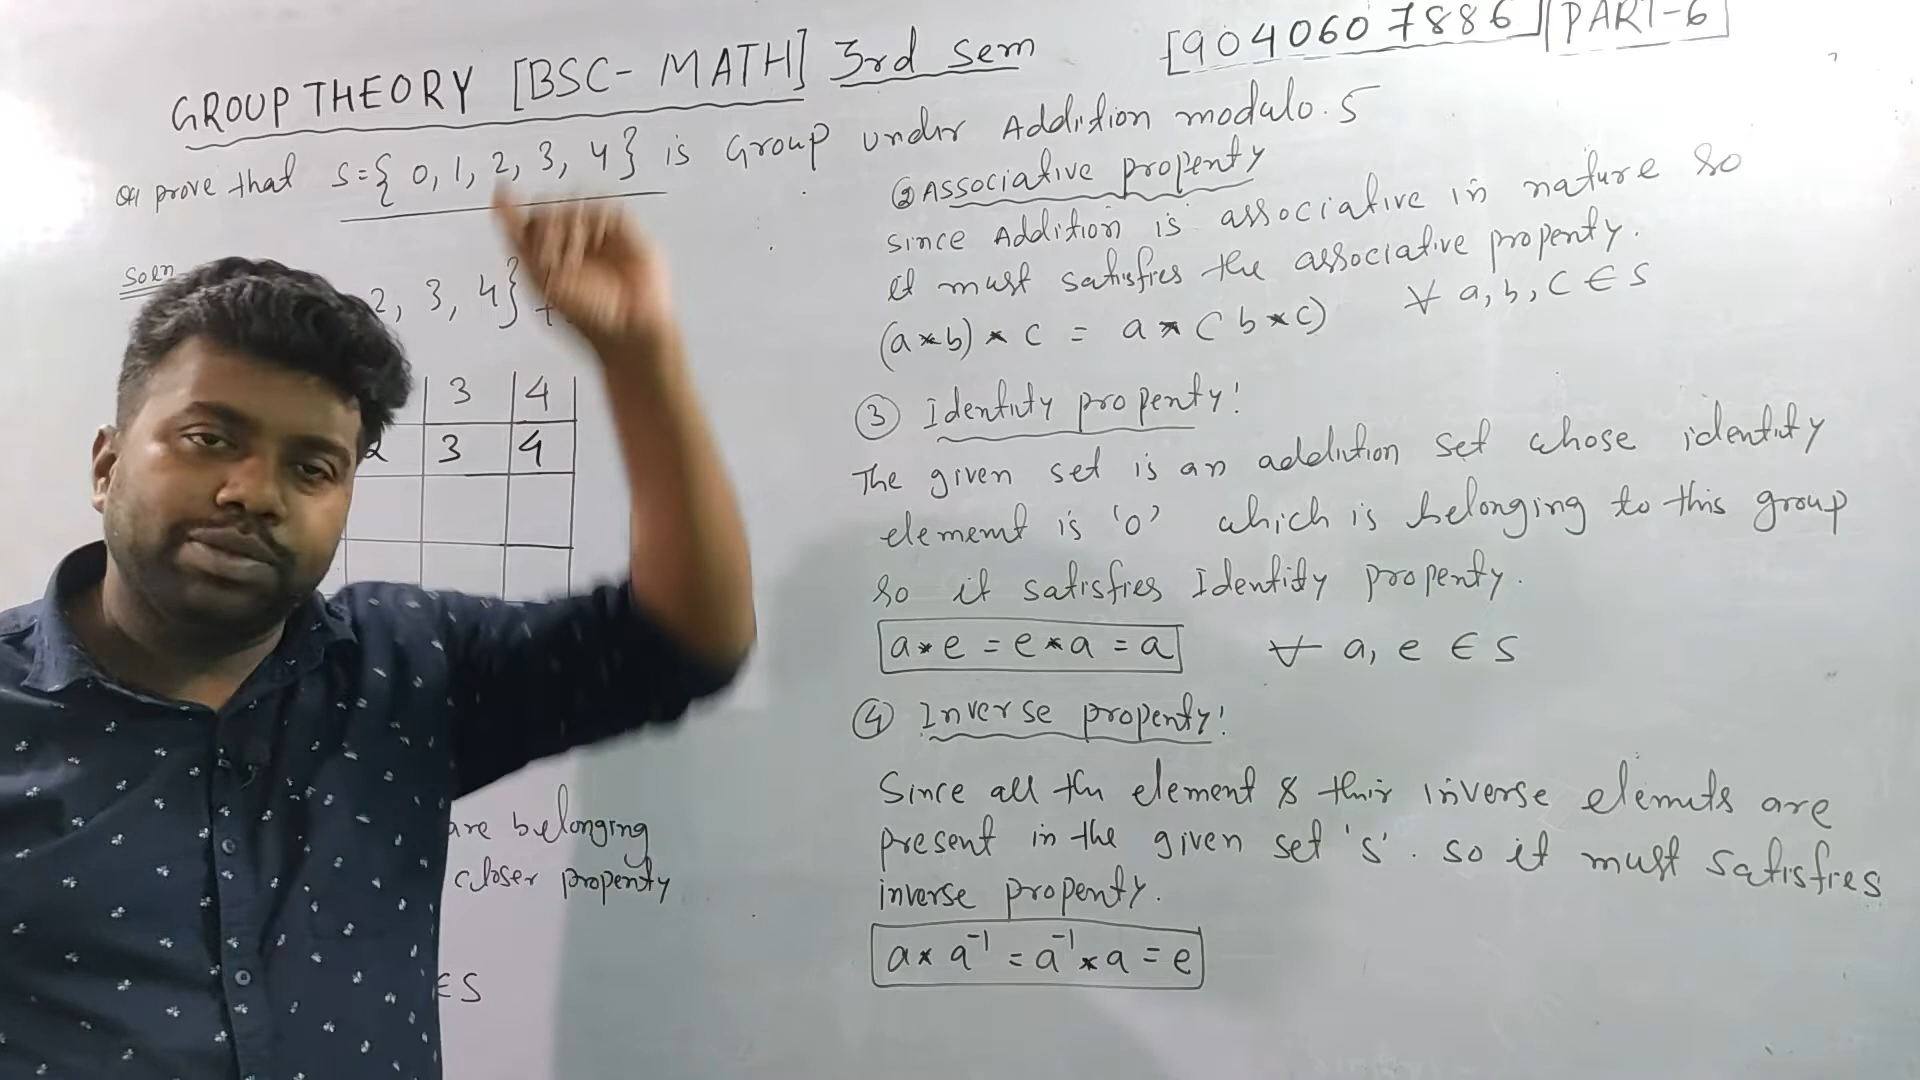 GROUP THEORY [BSC- MATH] 3rd Sem
[9040607886] PART-6
prove that S={ 0, 1, 2, 3, 4 } is Group under Addition modulo. 5
Soln
2, 3, 4 } +
3 4
2 3 4
are belonging
closer property
∈ S
② Associative property
since Addition is associative in nature so
it must satisfies the associative property.
(a*b) * c = a * ( b*c) ∀ a, b, c ∈ S
③ Identity property!
The given set is an addition set whose identity
element is '0' which is belonging to this group
so it satisfies Identity property.
a*e = e*a = a ∀ a, e ∈ S
④ Inverse property!
Since all the element & their inverse elements are
present in the given set 's'. so it must satisfies
inverse property.
a * a⁻¹ = a⁻¹ * a = e